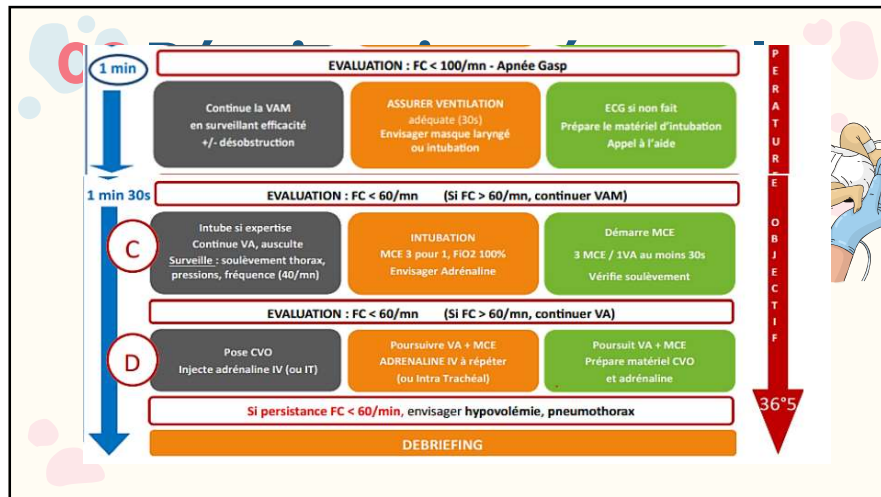 1 min
EVALUATION : FC < 100/mn - Apnée Gasp
Continue la VAM
en surveillant efficacité
+/- désobstruction
ASSURER VENTILATION
adéquate (30s)
Envisager masque laryngé
ou intubation
ECG si non fait
Prépare le matériel d'intubation
Appel à l'aide
1 min 30s
EVALUATION : FC < 60/mn (Si FC > 60/mn, continuer VAM)
C
Intube si expertise
Continue VA, ausculte
Surveille : soulèvement thorax,
pressions, fréquence (40/mn)
INTUBATION
MCE 3 pour 1, FiO2 100%
Envisager Adrénaline
Démarre MCE
3 MCE / 1VA au moins 30s
Vérifie soulèvement
EVALUATION : FC < 60/mn (Si FC > 60/mn, continuer VA)
D
Pose CVO
Injecte adrénaline IV (ou IT)
Poursuivre VA + MCE
ADRENALINE IV à répéter
(ou Intra Trachéal)
Poursuit VA + MCE
Prépare matériel CVO
et adrénaline
Si persistance FC < 60/min, envisager hypovolémie, pneumothorax
DEBRIEFING
PERATURE
OBJECTIF
36°5